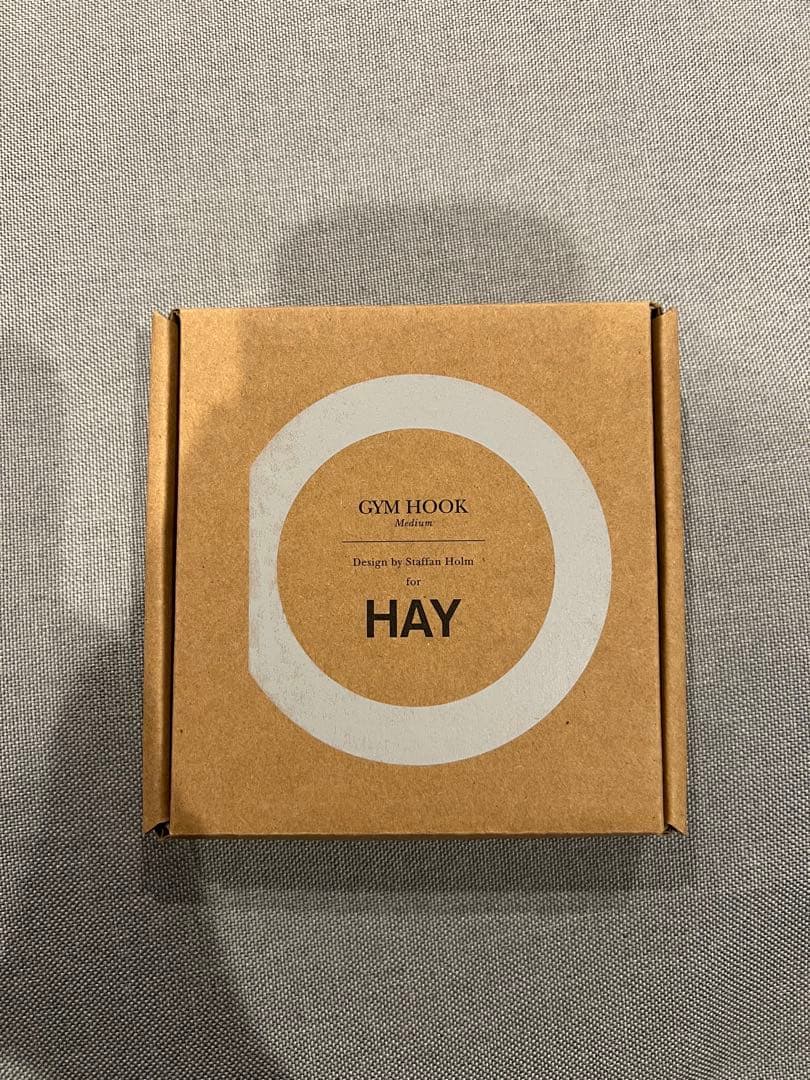 GYM HOOK
Medium
Design by Staffan Holm
for
HAY